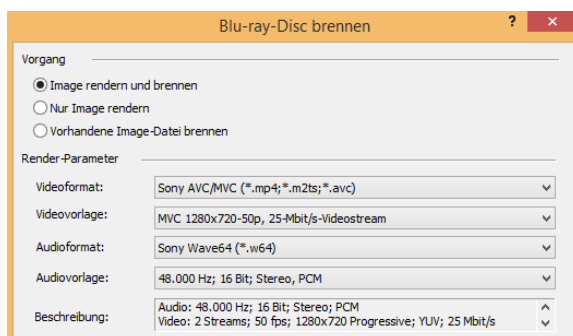 Blu-ray-Disc brennen
?
Vorgang
Image rendern und brennen
Nur Image rendern
Vorhandene Image-Datei brennen
Render-Parameter
Videoformat: Sony AVC/MVC (*.mp4;*.m2ts;*.avc)
Videovorlage: MVC 1280x720-50p, 25-Mbit/s-Videostream
Audioformat: Sony Wave64 (*.w64)
Audiovorlage: 48.000 Hz; 16 Bit; Stereo, PCM
Beschreibung: Audio: 48.000 Hz; 16 Bit; Stereo; PCM
Video: 2 Streams; 50 fps; 1280x720 Progressive; YUV; 25 Mbit/s